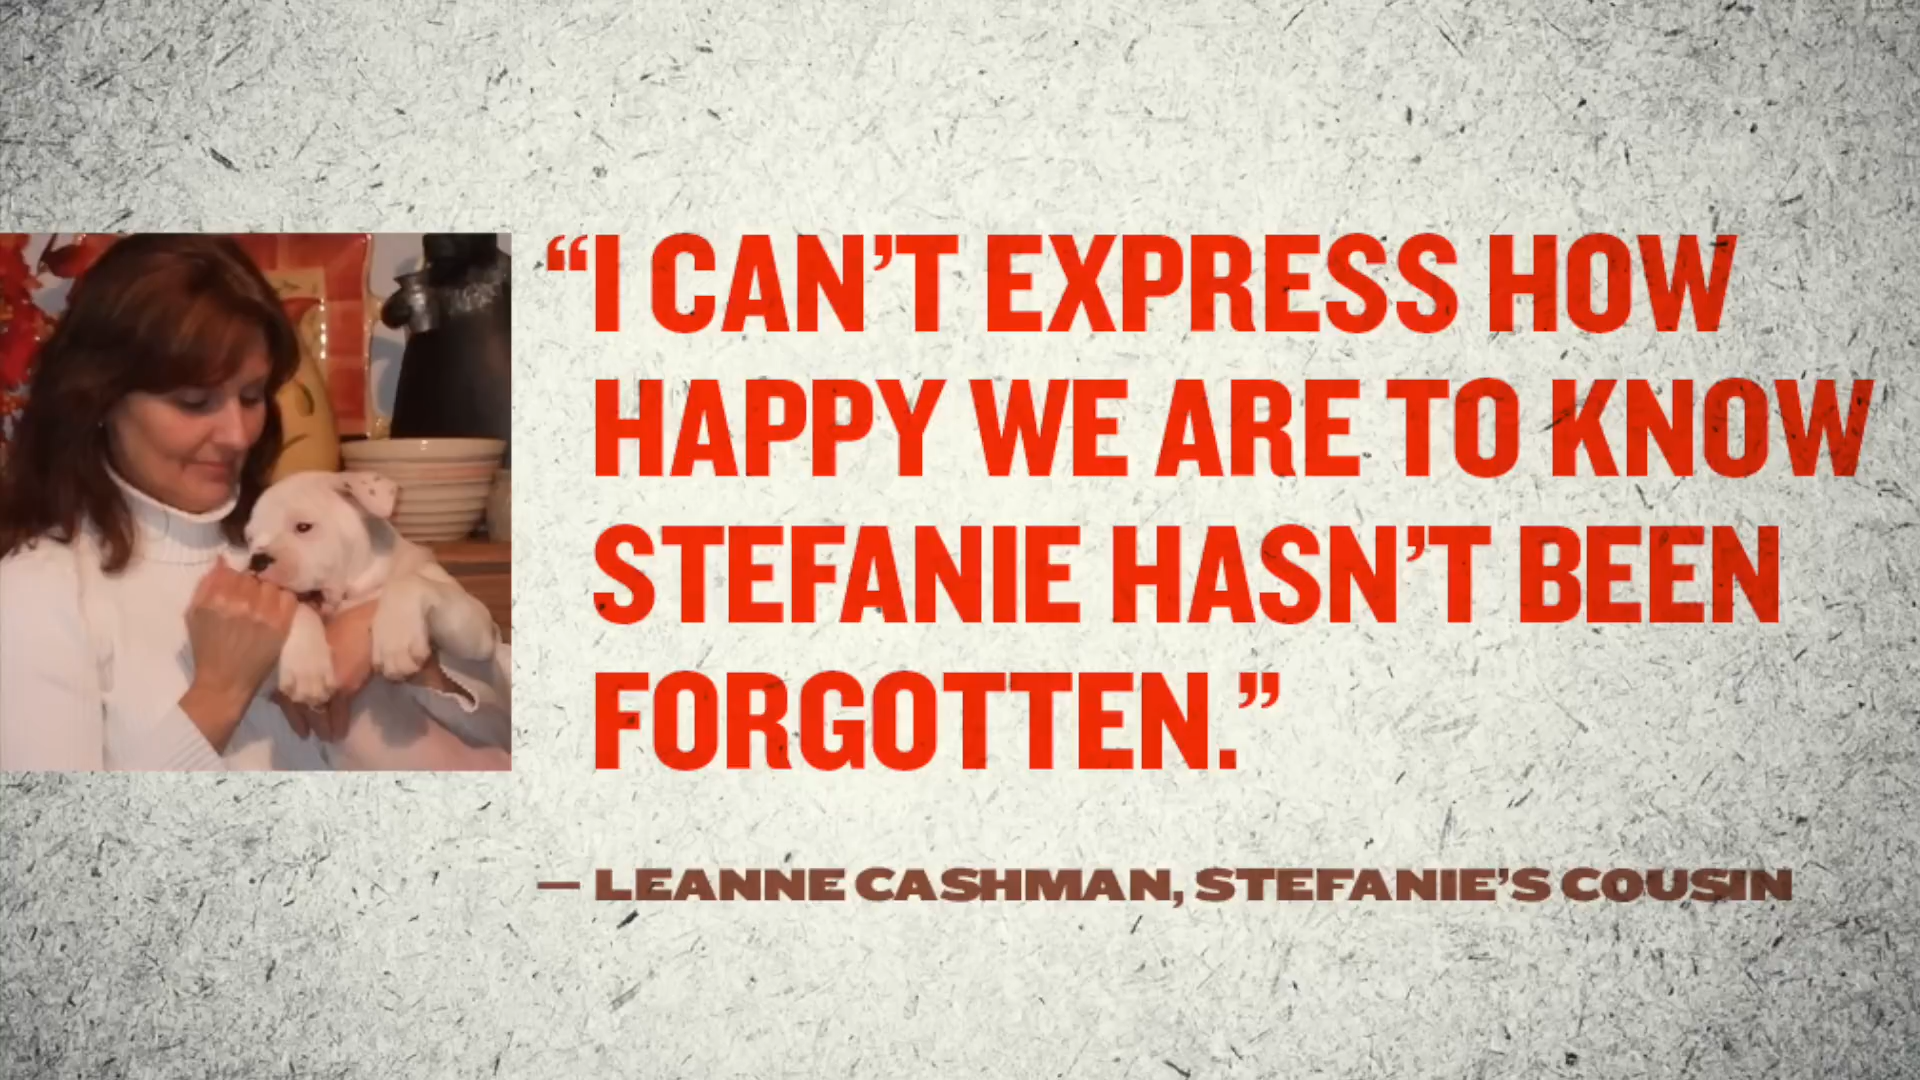 “I CAN’T EXPRESS HOW
HAPPY WE ARE TO KNOW
STEFANIE HASN’T BEEN
FORGOTTEN.”
— LEANNE CASHMAN, STEFANIE’S COUSIN